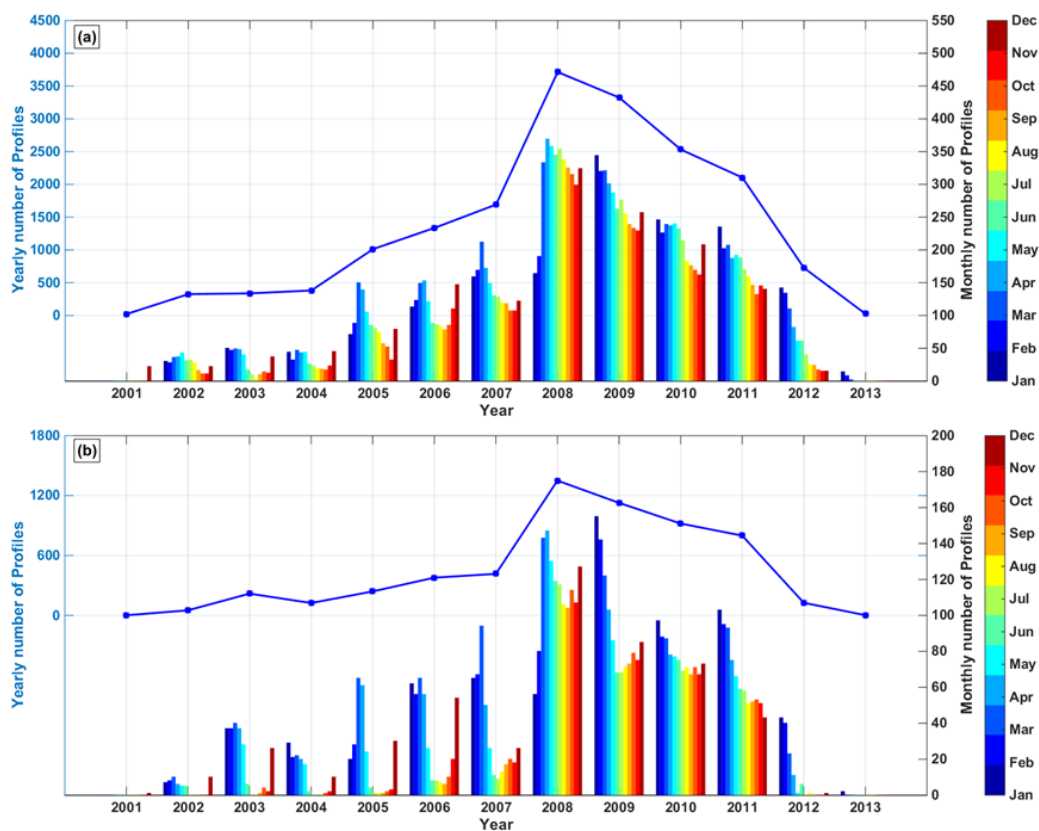 (a)
Yearly number of Profiles
4500
4000
3500
3000
2500
2000
1500
1000
500
0
550
500
450
400
350
300
250
200
150
100
50
0
Monthly number of Profiles
Dec
Nov
Oct
Sep
Aug
Jul
Jun
May
Apr
Mar
Feb
Jan
2001 2002 2003 2004 2005 2006 2007 2008 2009 2010 2011 2012 2013
Year
(b)
Yearly number of Profiles
1800
1200
600
0
200
180
160
140
120
100
80
60
40
20
0
Monthly number of Profiles
Dec
Nov
Oct
Sep
Aug
Jul
Jun
May
Apr
Mar
Feb
Jan
2001 2002 2003 2004 2005 2006 2007 2008 2009 2010 2011 2012 2013
Year